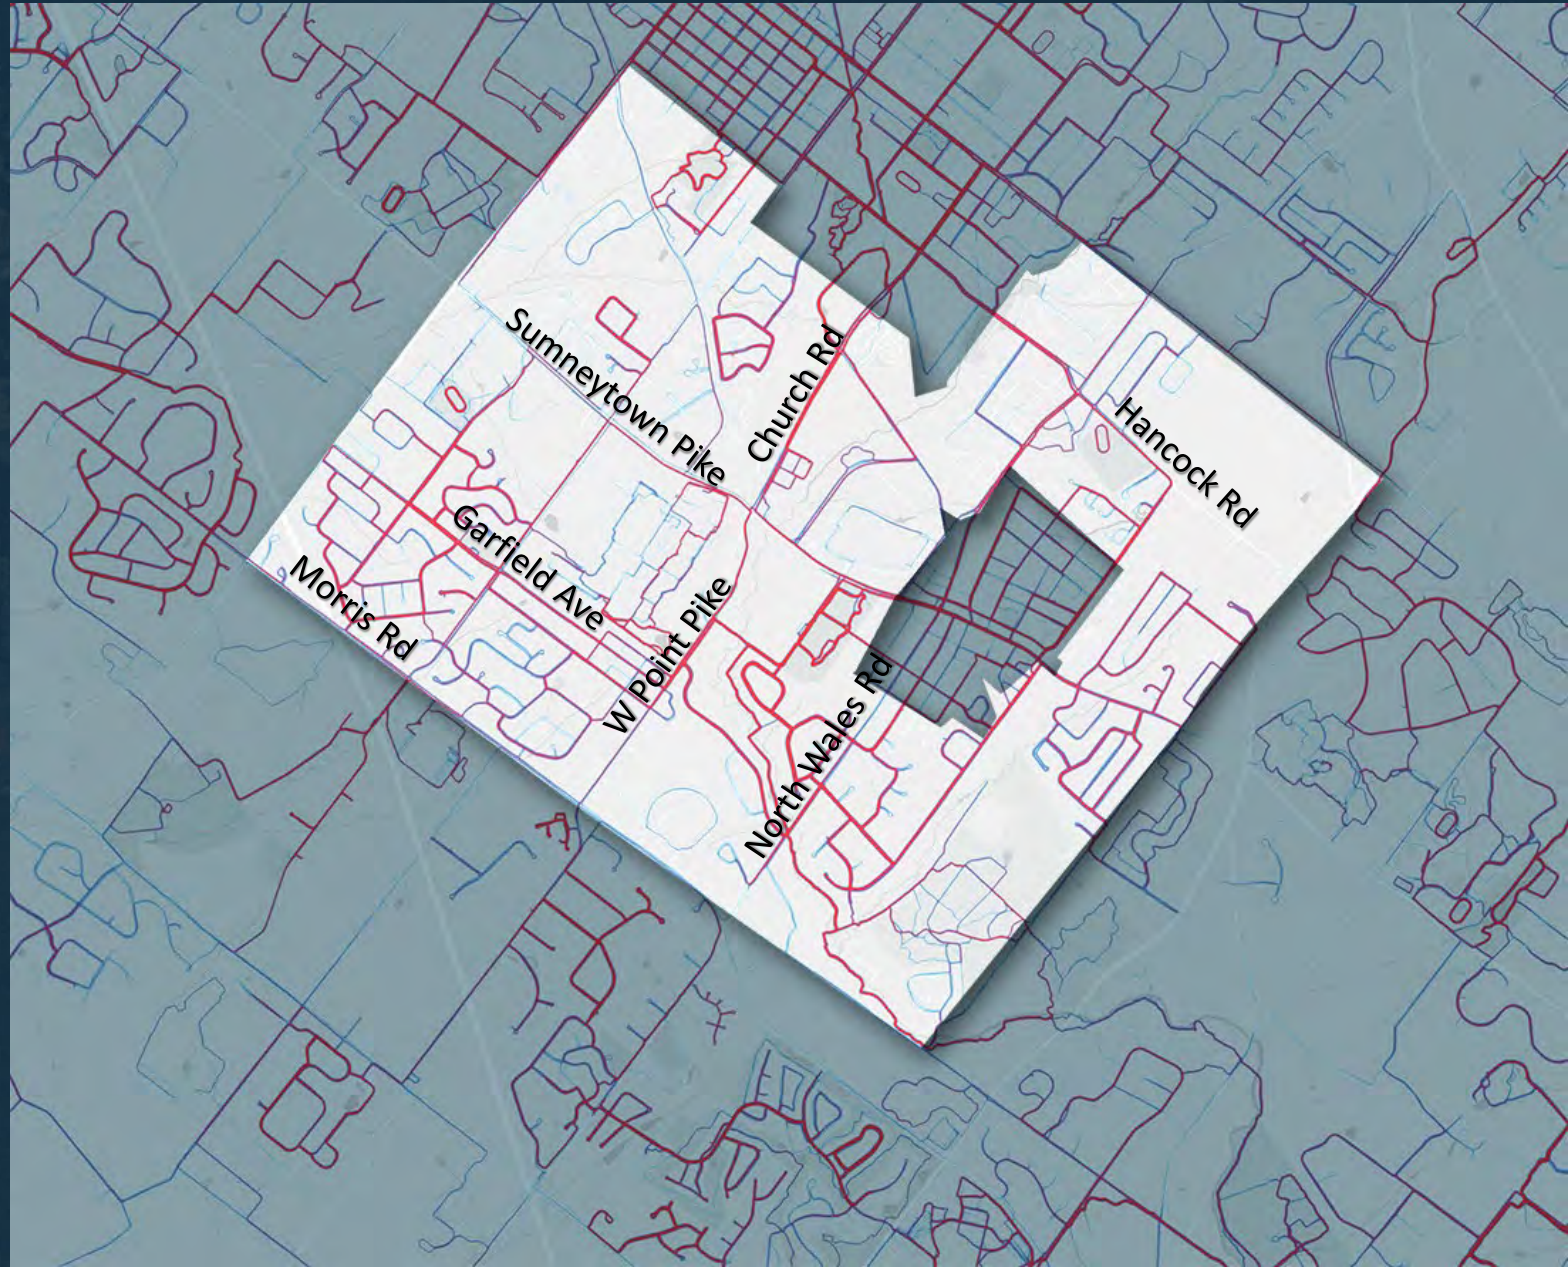 Sumneytown Pike
Church Rd
Hancock Rd
Garfield Ave
Morris Rd
W Point Pike
North Wales Rd